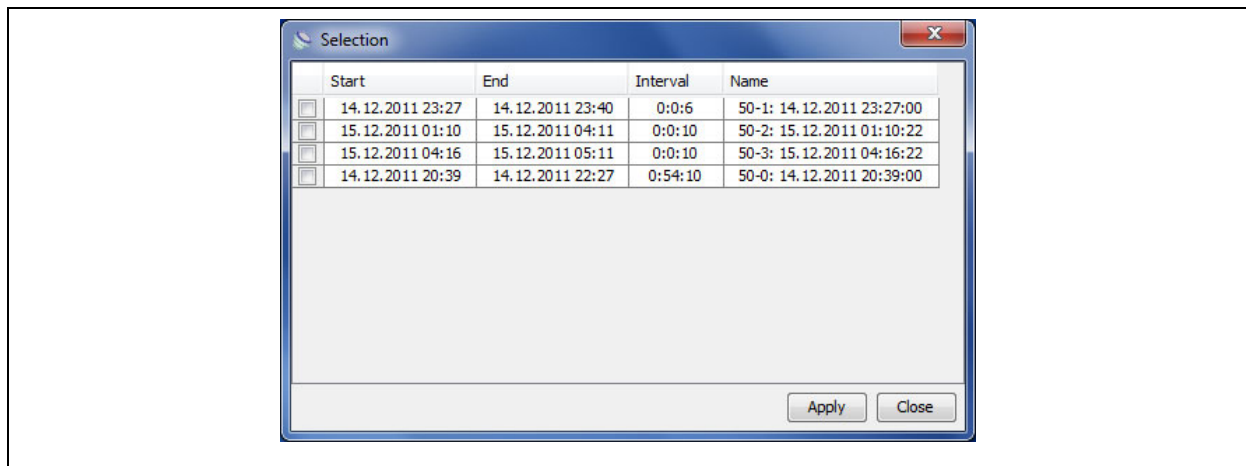 Selection
Start End Interval Name
14.12.2011 23:27 14.12.2011 23:40 0:0:6 50-1: 14.12.2011 23:27:00
15.12.2011 01:10 15.12.2011 04:11 0:0:10 50-2: 15.12.2011 01:10:22
15.12.2011 04:16 15.12.2011 05:11 0:0:10 50-3: 15.12.2011 04:16:22
14.12.2011 20:39 14.12.2011 22:27 0:54:10 50-0: 14.12.2011 20:39:00
Apply Close